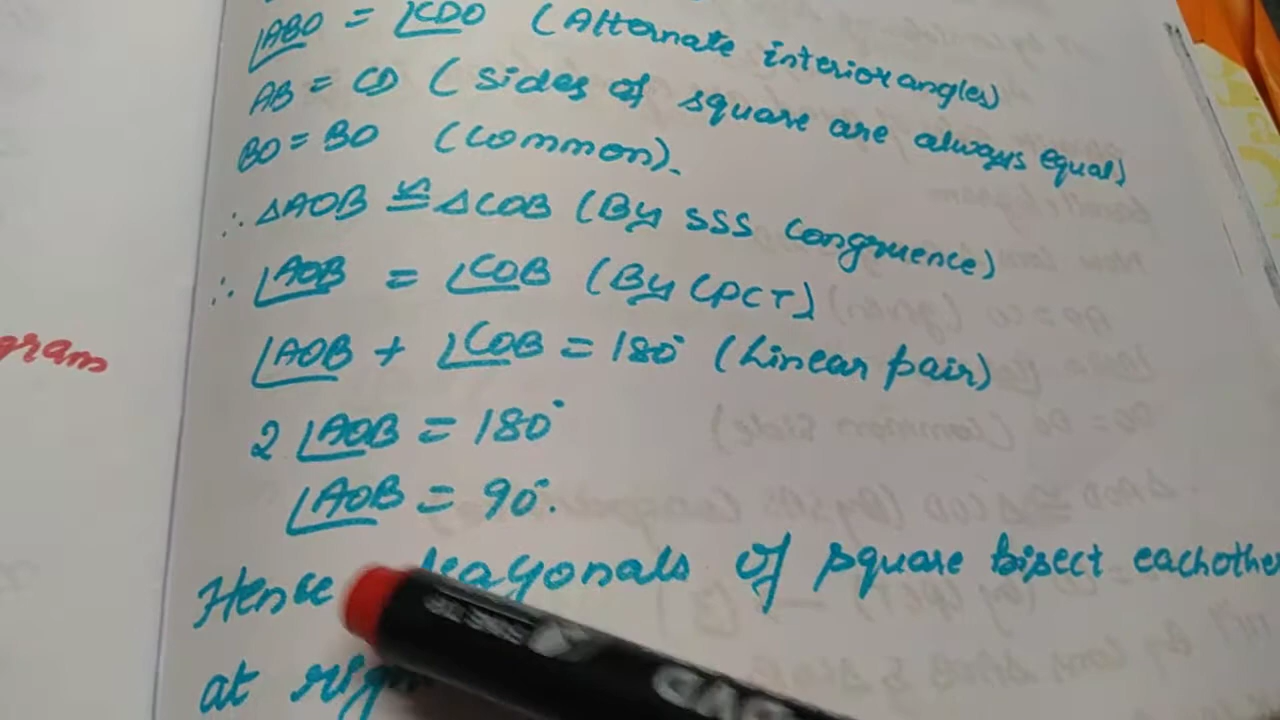 ∠ABO = ∠CDO (Alternate interior angles)
AB = CD (Sides of square are always equal)
BO = BO (common).
∴ ΔAOB ≅ ΔCOB (By SSS congruence)
∴ ∠AOB = ∠COB (By CPCT)
∠AOB + ∠COB = 180° (Linear pair)
2 ∠AOB = 180°
∠AOB = 90°.
Hence diagonals of square bisect eachother
at
gram